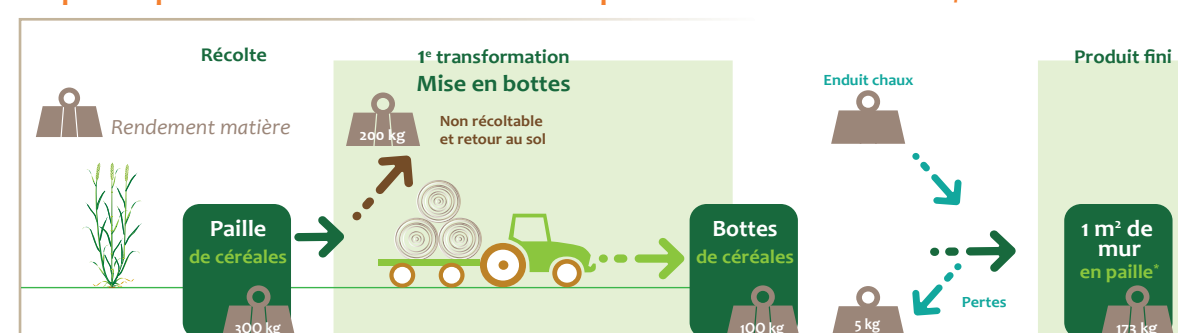 Récolte
1e transformation
Mise en bottes
Produit fini
Enduit chaux
Rendement matière
200 kg
Non récoltable
et retour au sol
Paille
de céréales
Bottes
de céréales
1 m² de
mur
en paille*
Pertes
300 kg
100 kg
5 kg
173 kg